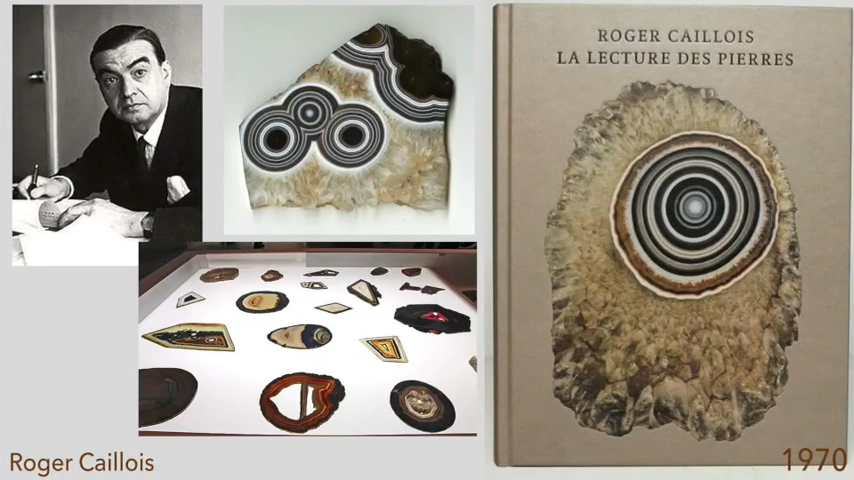 ROGER CAILLOIS
LA LECTURE DES PIERRES
Roger Caillois
1970